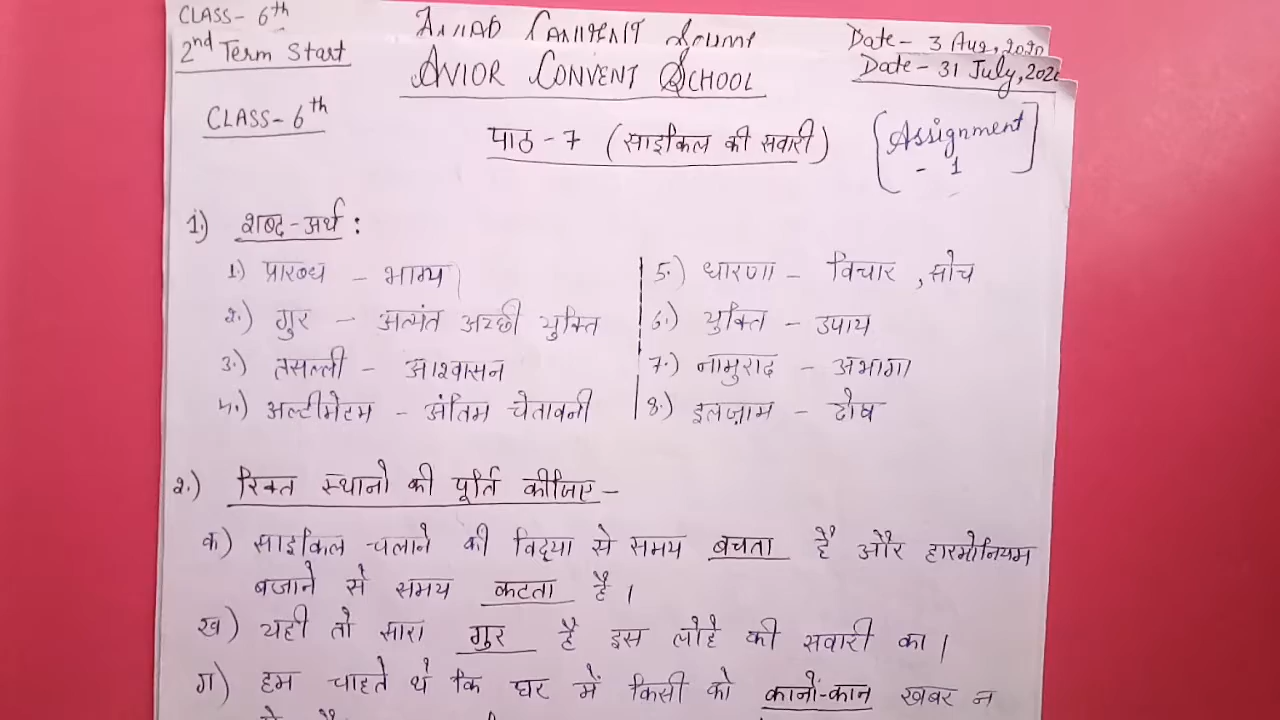 CLASS- 6th
2nd Term Start
Date- 3 Aug, 2020
AVIOR CONVENT SCHOOL
Date- 31 July, 202
CLASS- 6th
पाठ - 7 (साइकिल की सवारी)
[Assignment - 1]
1.) शब्द-अर्थ :
1.) प्रारब्ध - भाग्य
2.) गुर - अत्यंत अच्छी युक्ति
3.) तसल्ली - आश्वासन
4.) अल्टीमेटम - अंतिम चेतावनी
5.) धारणा - विचार, सोच
6.) युक्ति - उपाय
7.) नामुराद - अभागा
8.) इलज़ाम - दोष
2.) रिक्त स्थानो की पूर्ति कीजिए -
क) साइकिल चलाने की विद्या से समय बचता है और हारमोनियम
बजाने से समय कटता है।
ख) यही तो सारा गुर है इस लोहे की सवारी का।
ग) हम चाहते थे कि घर में किसी को कानों-कान खबर न